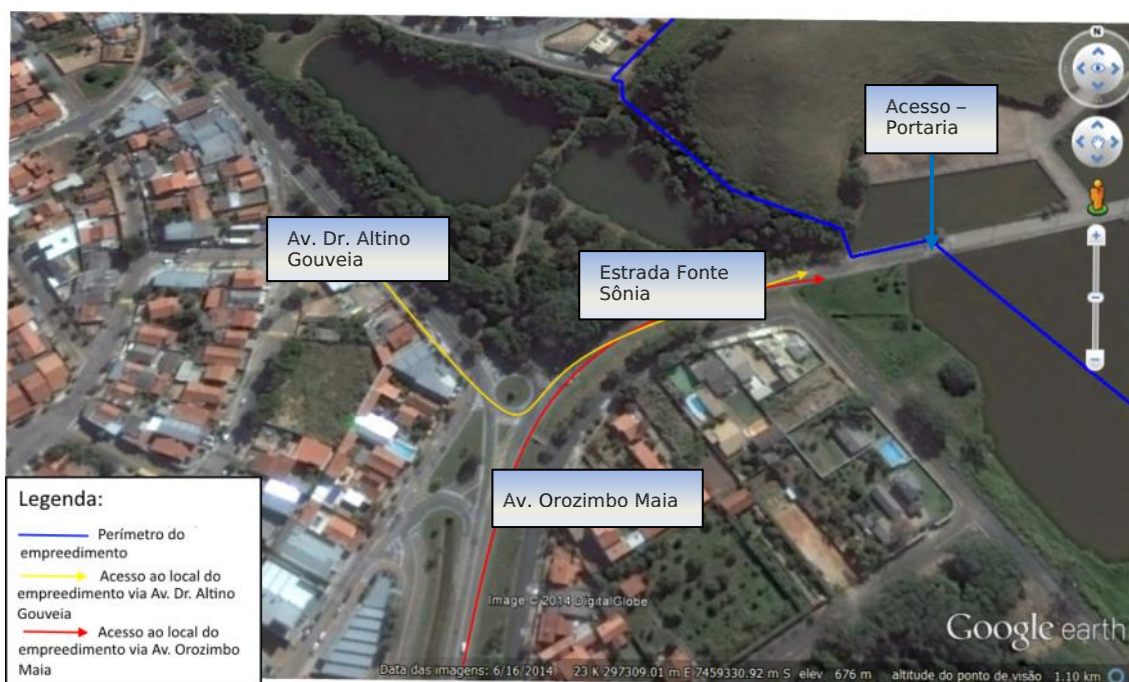 N
Acesso –
Portaria
Av. Dr. Altino
Gouveia
Estrada Fonte
Sônia
Av. Orozimbo Maia
Legenda:
Perímetro do
empreedimento
Acesso ao local do
empreedimento via Av. Dr. Altino
Gouveia
Acesso ao local do
empreedimento via Av. Orozimbo
Maia
Image © 2014 DigitalGlobe
Google earth
Data das imagens: 6/16/2014 23 K 297309.01 m E 7459330.92 m S elev 676 m altitude do ponto de visão 1.10 km